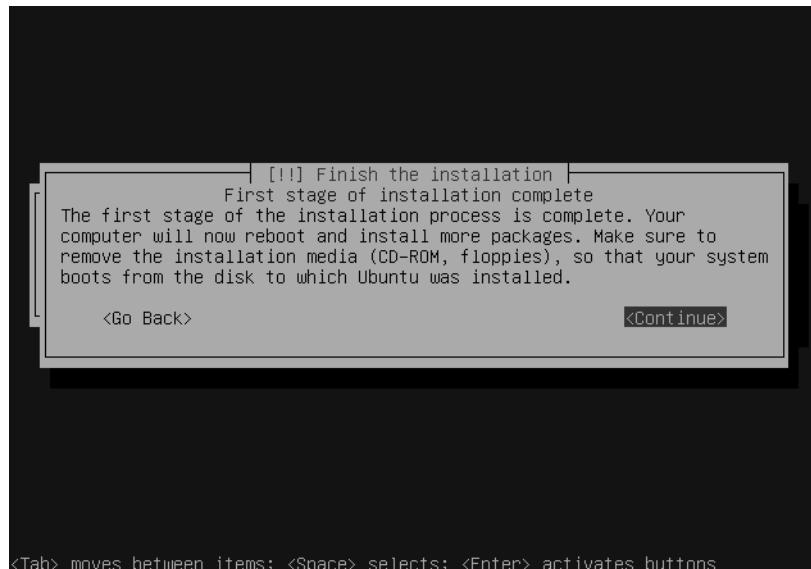 [!!] Finish the installation
First stage of installation complete
The first stage of the installation process is complete. Your
computer will now reboot and install more packages. Make sure to
remove the installation media (CD-ROM, floppies), so that your system
boots from the disk to which Ubuntu was installed.
<Go Back> <Continue>
<Tab> moves between items; <Space> selects; <Enter> activates buttons